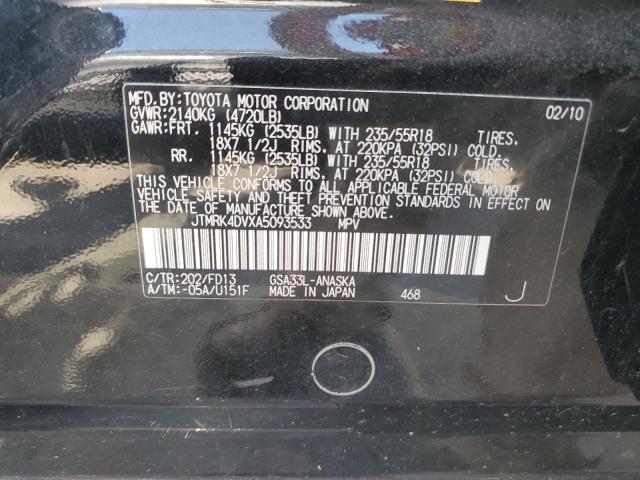 MFD.BY:TOYOTA MOTOR CORPORATION 02/10
GVWR:2140KG (4720LB)
GAWR:FRT. 1145KG (2535LB) WITH 235/55R18 TIRES,
18X7 1/2J RIMS, AT 220KPA (32PSI) COLD.
RR. 1145KG (2535LB) WITH 235/55R18 TIRES,
18X7 1/2J RIMS, AT 220KPA (32PSI) COLD.
THIS VEHICLE CONFORMS TO ALL APPLICABLE FEDERAL MOTOR
VEHICLE SAFETY AND THEFT PREVENTION STANDARDS IN EFFECT ON
THE DATE OF MANUFACTURE SHOWN ABOVE.
JTMRK4DVXA5093533 MPV
C/TR:202/FD13 GSA33L-ANASKA
A/TM:-05A/U151F MADE IN JAPAN 468 J